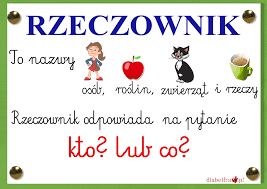 RZECZOWNIK
To nazwy
osób, roślin, zwierząt i rzeczy
Rzeczownik odpowiada na pytanie
kto? lub co?